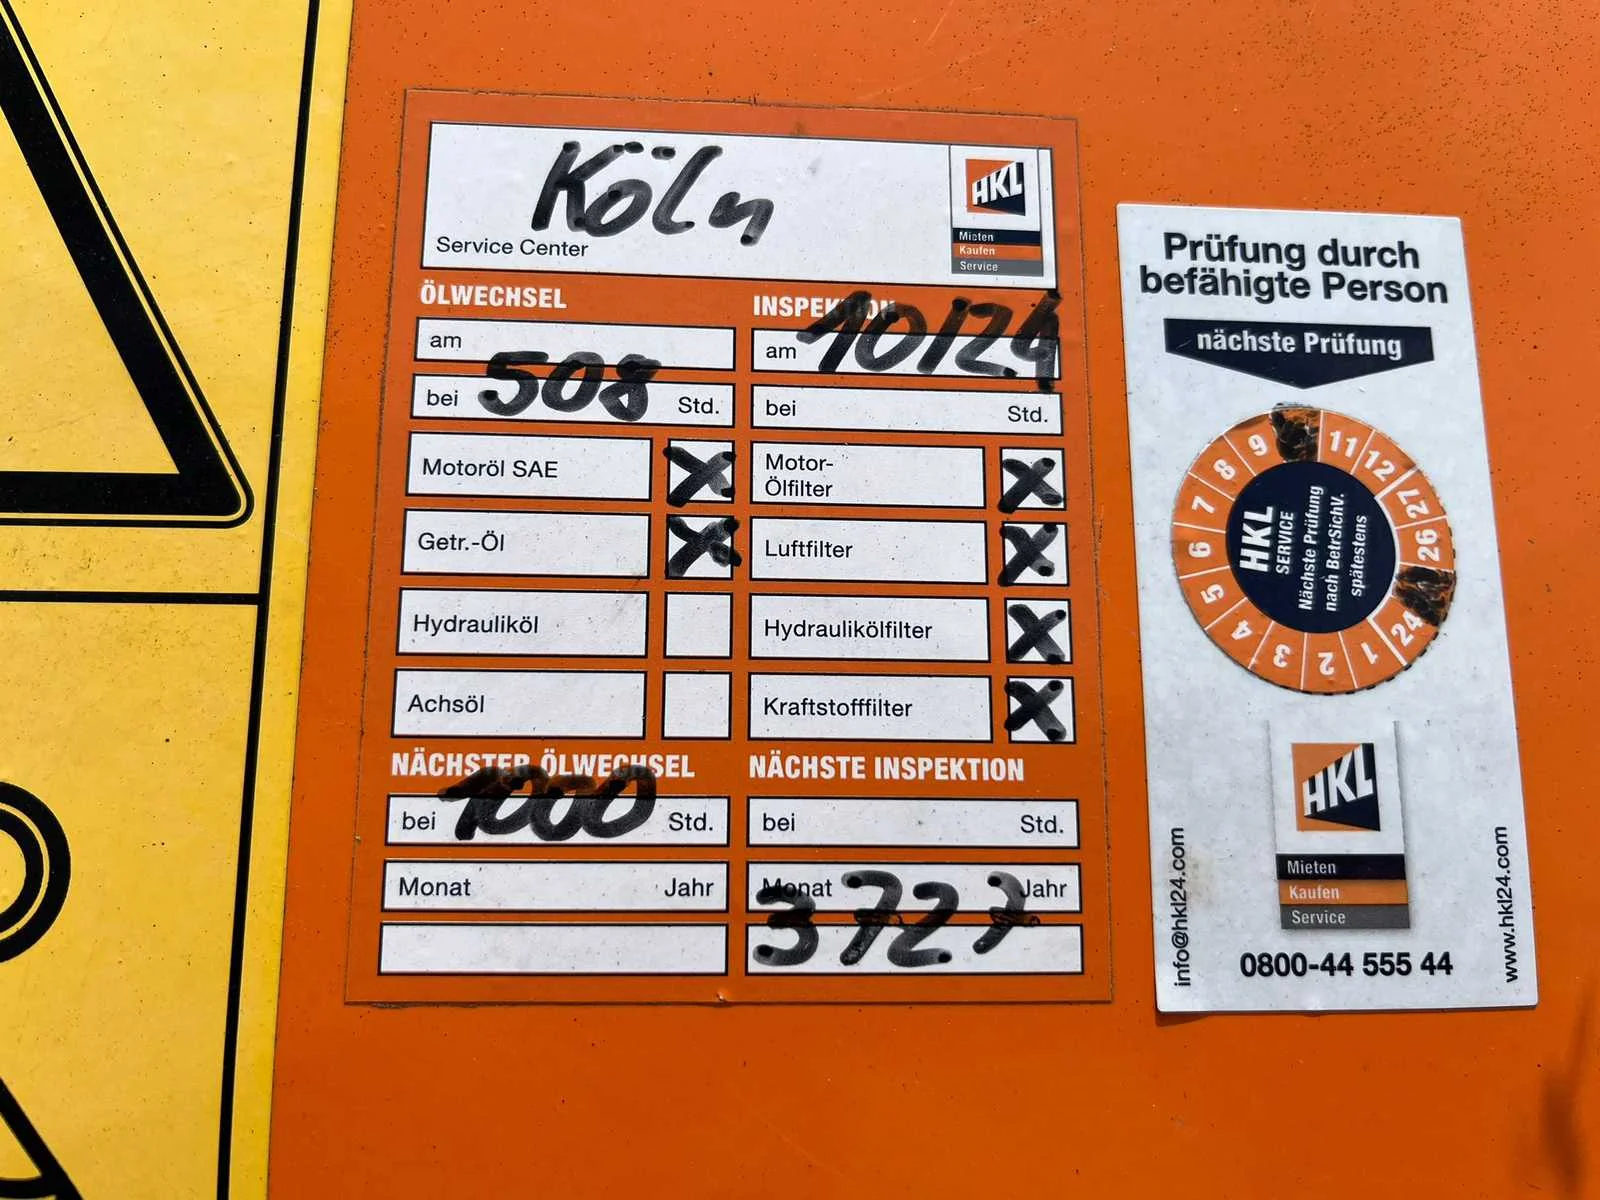 Köln
Service Center
HKL
Mieten
Kaufen
Service
ÖLWECHSEL
am
bei 508 Std.
Motoröl SAE X
Getr.-Öl X
Hydrauliköl
Achsöl
NÄCHSTER ÖLWECHSEL
bei 1000 Std.
Monat Jahr
INSPEKTION
am 10/24
bei Std.
Motor-
Ölfilter X
Luftfilter X
Hydraulikölfilter X
Kraftstofffilter X
NÄCHSTE INSPEKTION
bei Std.
Monat Jahr
Prüfung durch
befähigte Person
nächste Prüfung
1 2 3 4 5 6 7 8 9 11 12 27 26 24
HKL
SERVICE
Nächste Prüfung
nach BetrSichV.
spätestens
HKL
Mieten
Kaufen
Service
0800-44 555 44
info@hkl24.com
www.hkl24.com